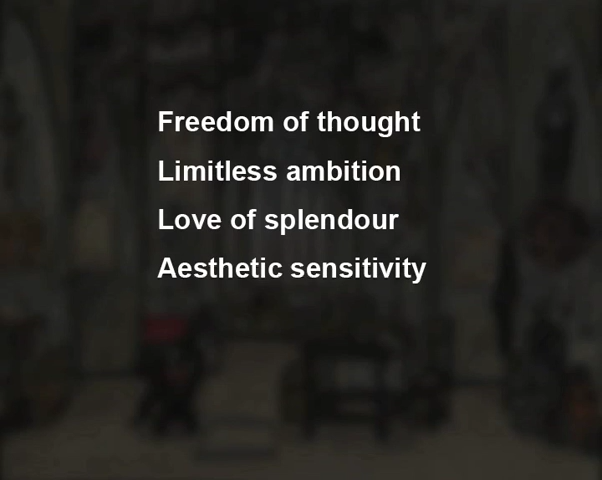 Freedom of thought
Limitless ambition
Love of splendour
Aesthetic sensitivity